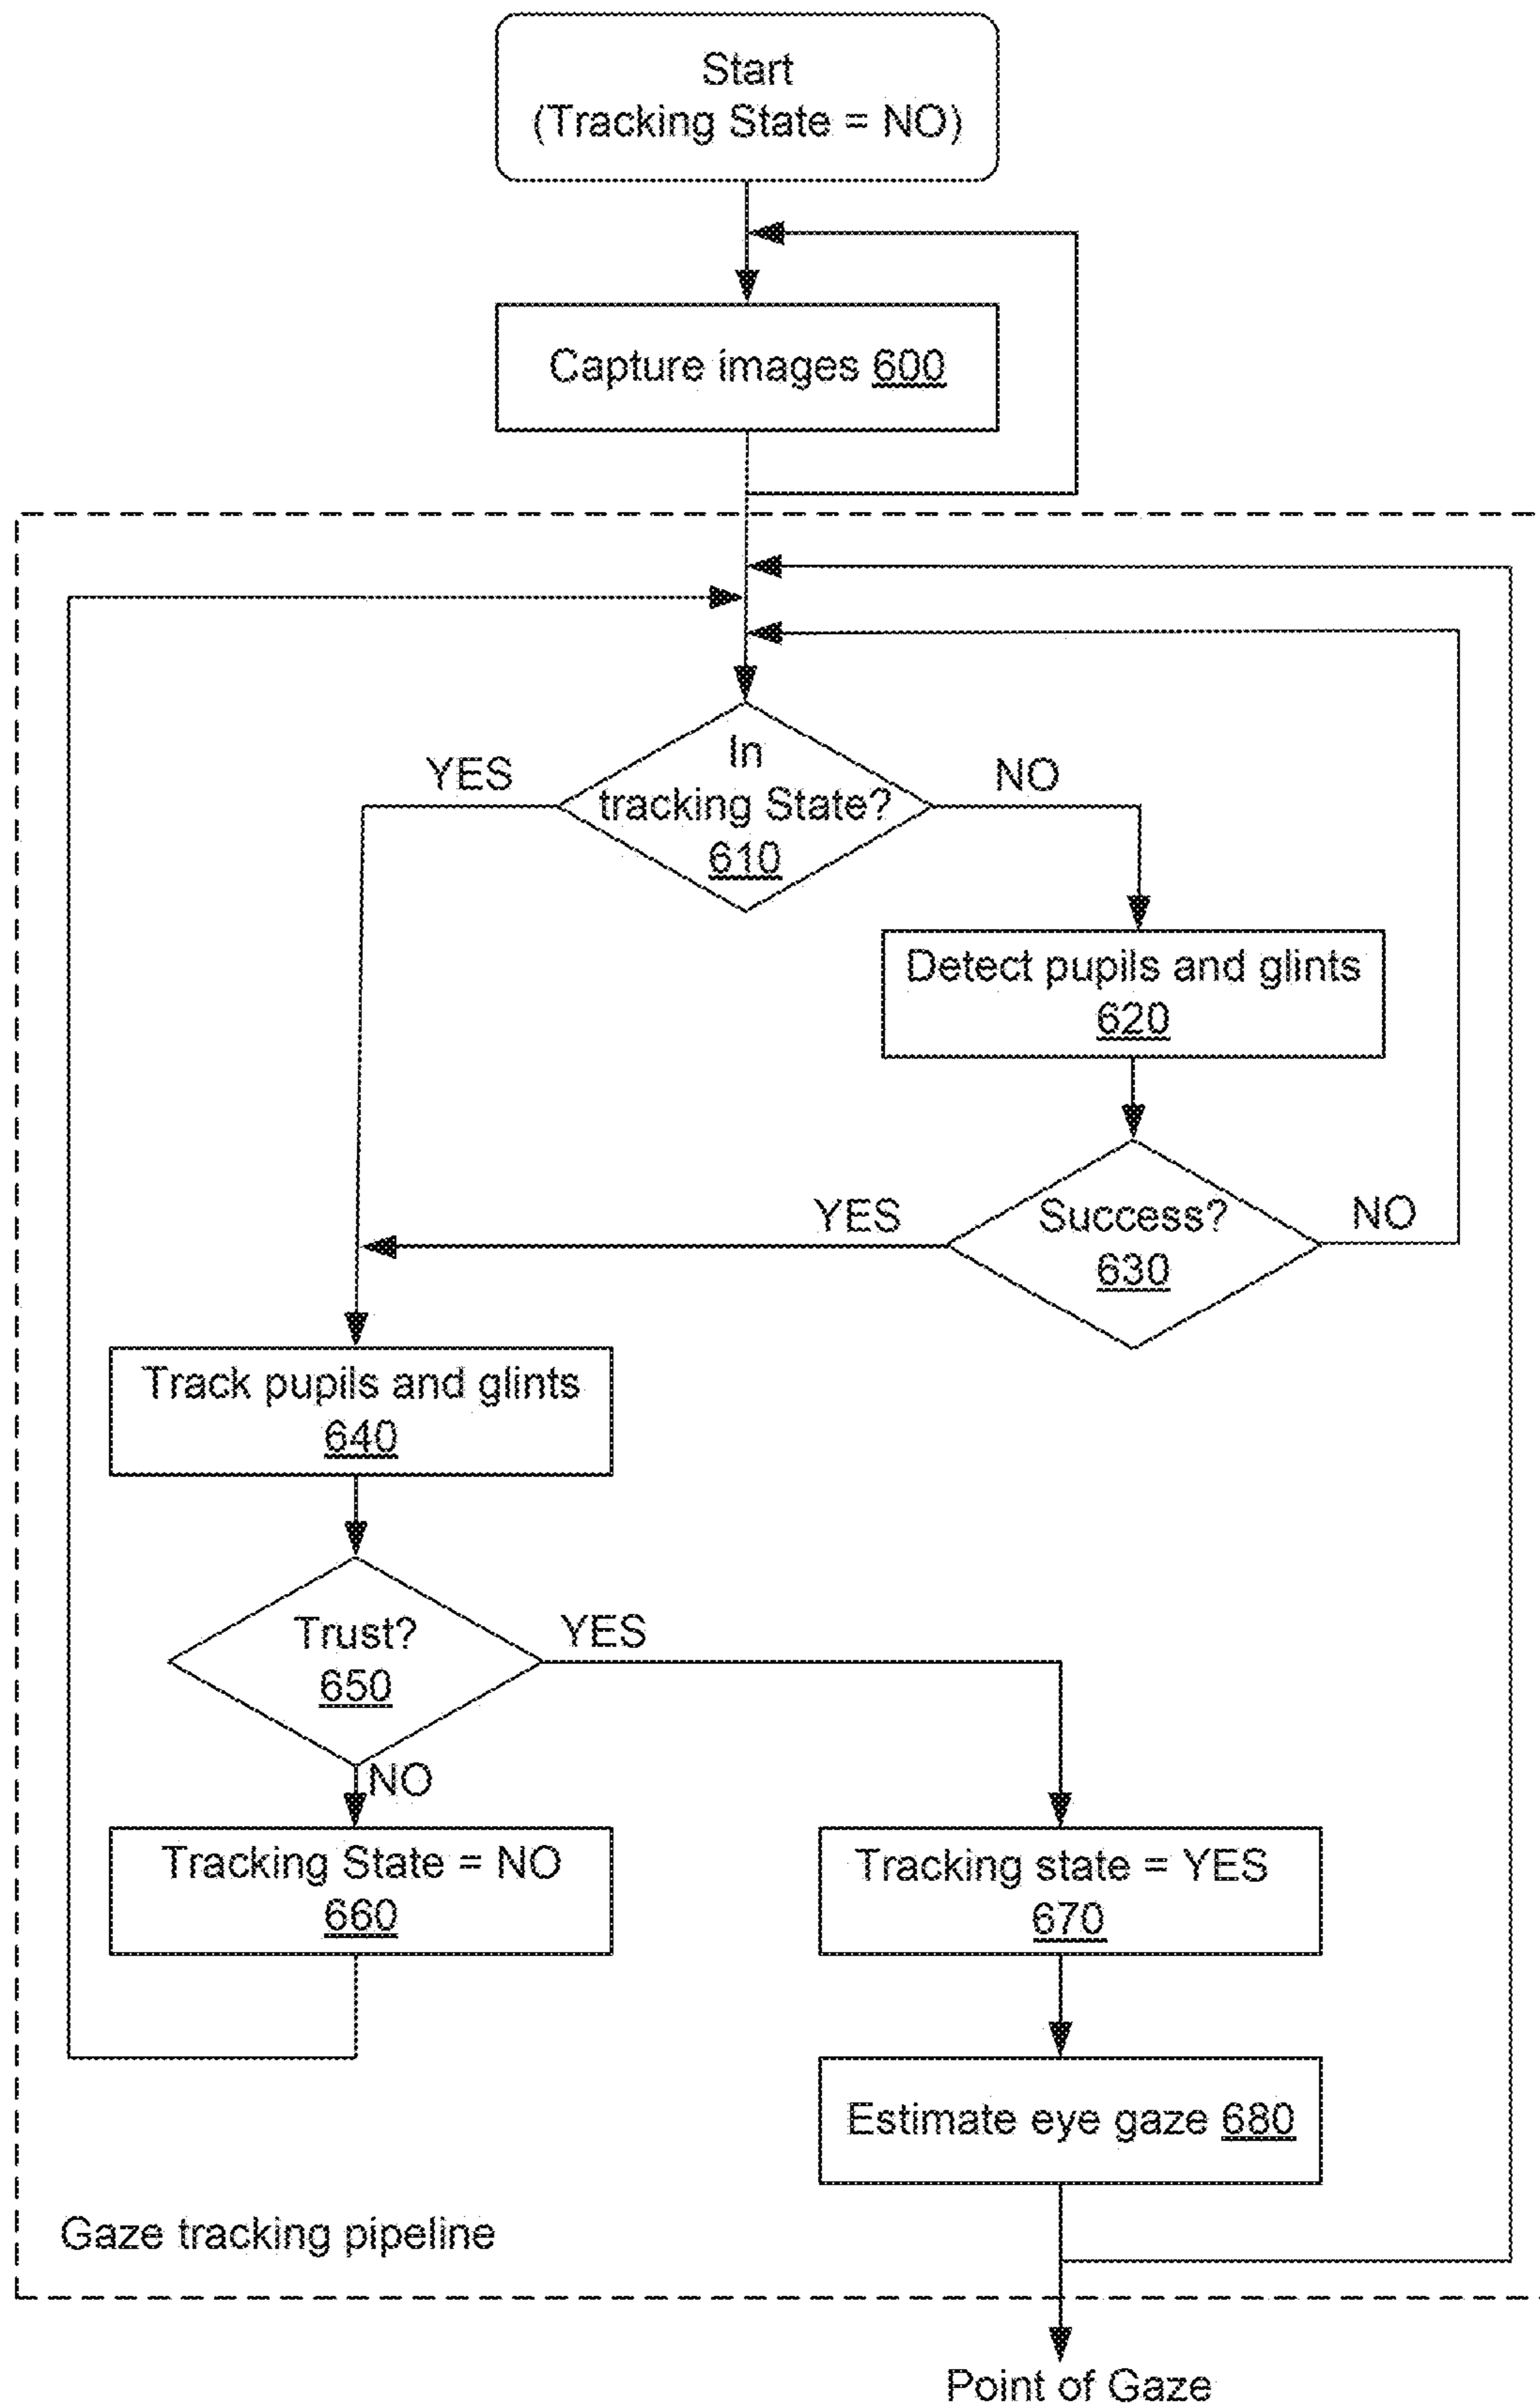 Start
(Tracking State = NO)
Capture images 600
In
tracking State?
610
YES
NO
Detect pupils and glints
620
Success?
630
YES
NO
Track pupils and glints
640
Trust?
650
YES
NO
Tracking State = NO
660
Tracking state = YES
670
Estimate eye gaze 680
Gaze tracking pipeline
Point of Gaze